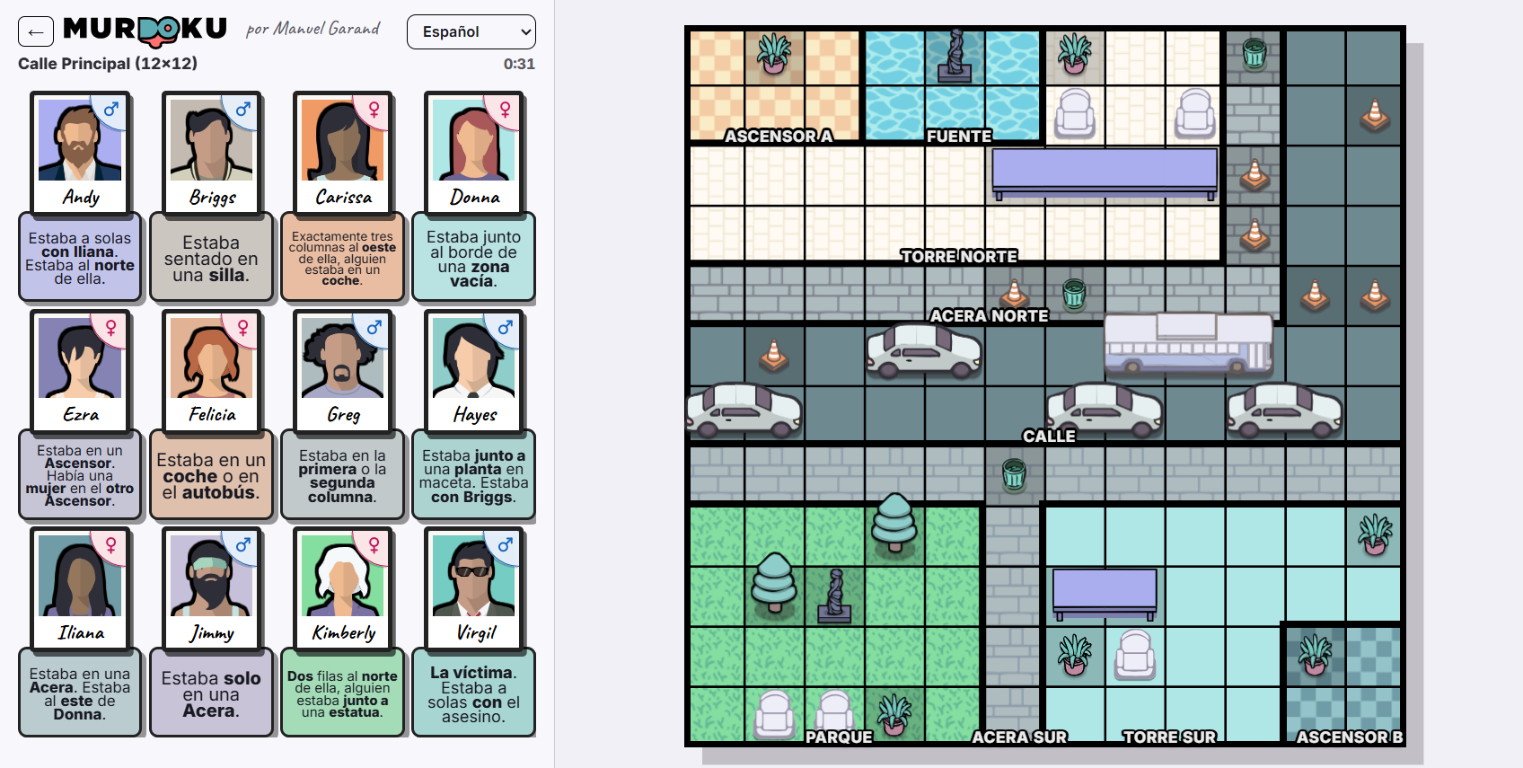 ←
MURDOKU
por Manuel Garand
Español
Calle Principal (12×12)
0:31
Andy
Briggs
Carissa
Donna
Estaba a solas
con Iliana.
Estaba al norte
de ella.
Estaba
sentado en
una silla.
Exactamente tres
columnas al oeste
de ella, alguien
estaba en un
coche.
Estaba junto
al borde de
una zona
vacía.
Ezra
Felicia
Greg
Hayes
Estaba en un
Ascensor.
Había una
mujer en el otro
Ascensor.
Estaba en un
coche o en
el autobús.
Estaba en la
primera o la
segunda
columna.
Estaba junto a
una planta en
maceta. Estaba
con Briggs.
Iliana
Jimmy
Kimberly
Virgil
Estaba en una
Acera. Estaba
al este de
Donna.
Estaba solo
en una
Acera.
Dos filas al norte
de ella, alguien
estaba junto a
una estatua.
La víctima.
Estaba a
solas con el
asesino.
ASCENSOR A
FUENTE
TORRE NORTE
ACERA NORTE
CALLE
PARQUE
ACERA SUR
TORRE SUR
ASCENSOR B